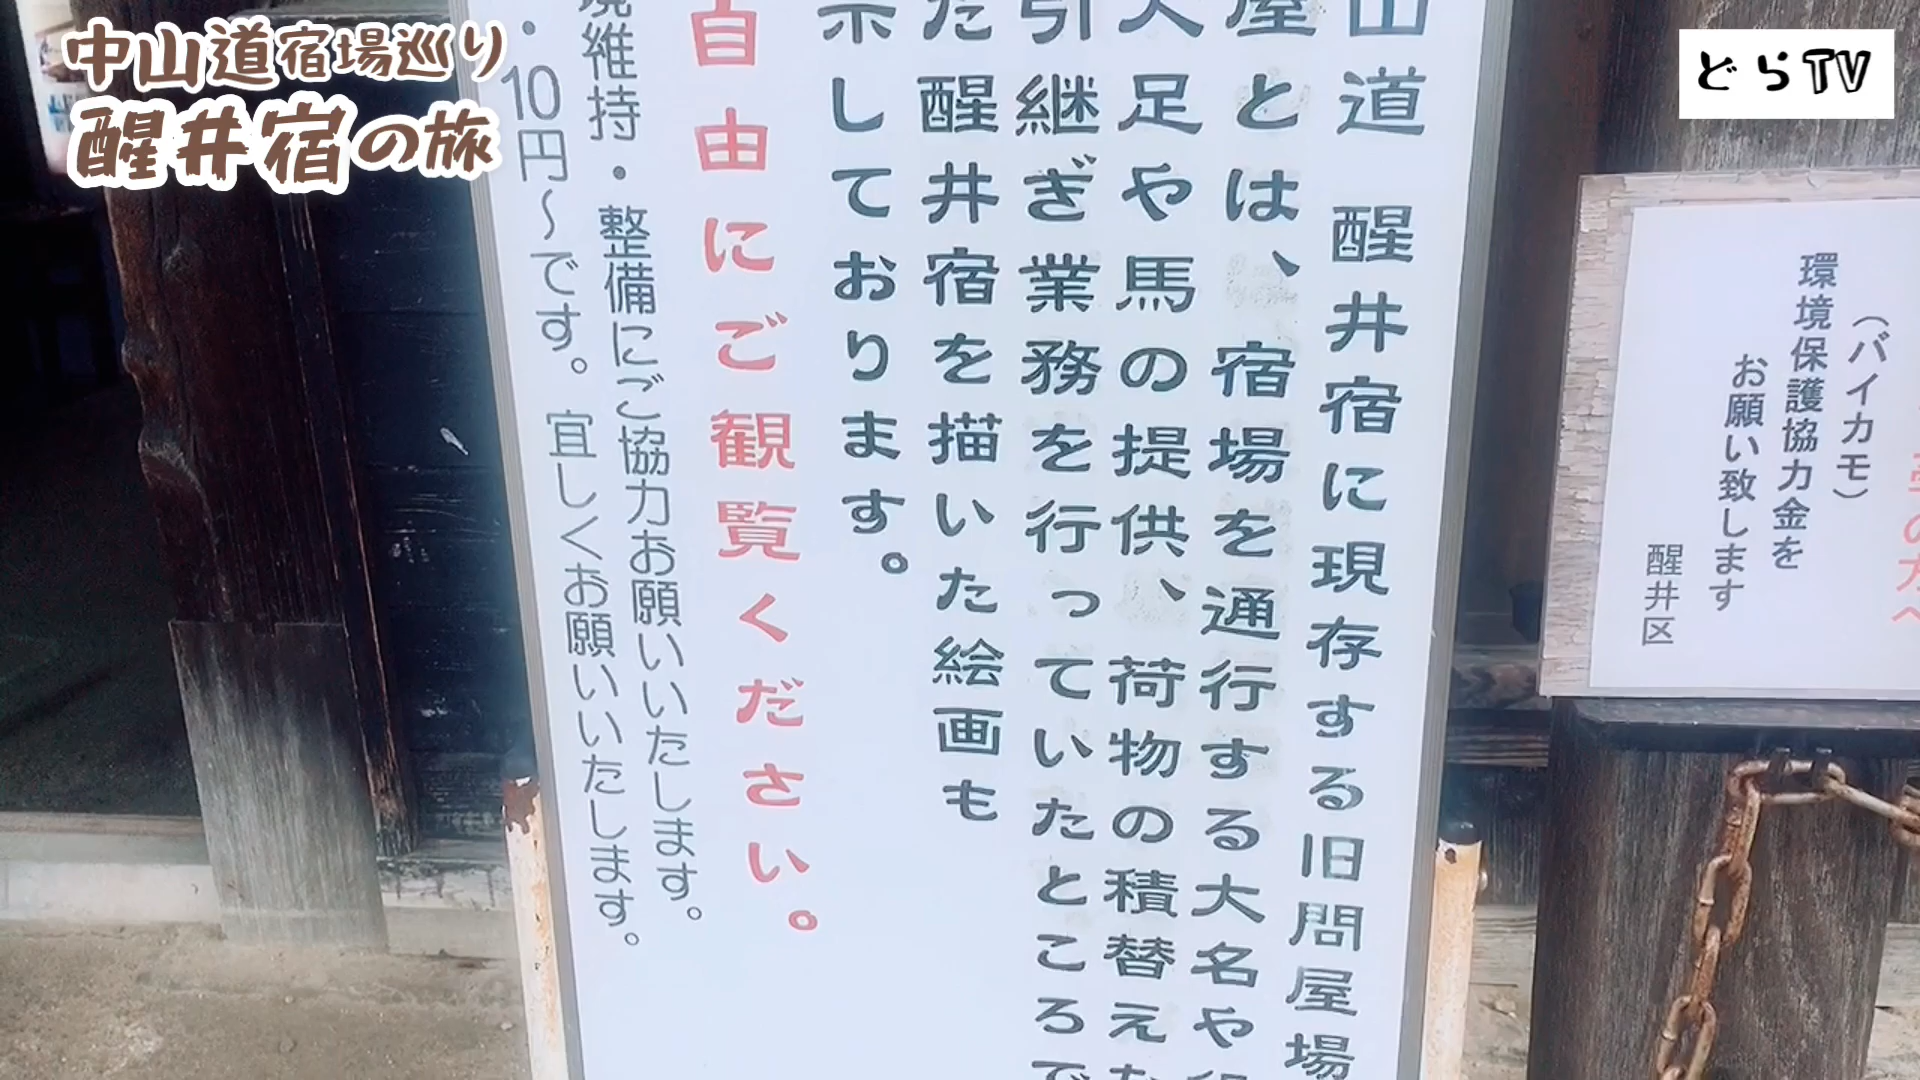 中山道宿場巡り
醒井宿の旅
どらTV
山道 醒井宿に現存する旧問屋場
屋とは、宿場を通行する大名や
人足や馬の提供、荷物の積替えな
引継ぎ業務を行っていたところで
た醒井宿を描いた絵画も
示しております。
自由にご観覧ください。
境維持・整備にご協力お願いいたします。
・10円～です。宜しくお願いいたします。
の方へ
（バイカモ）
環境保護協力金を
お願い致します
醒井区